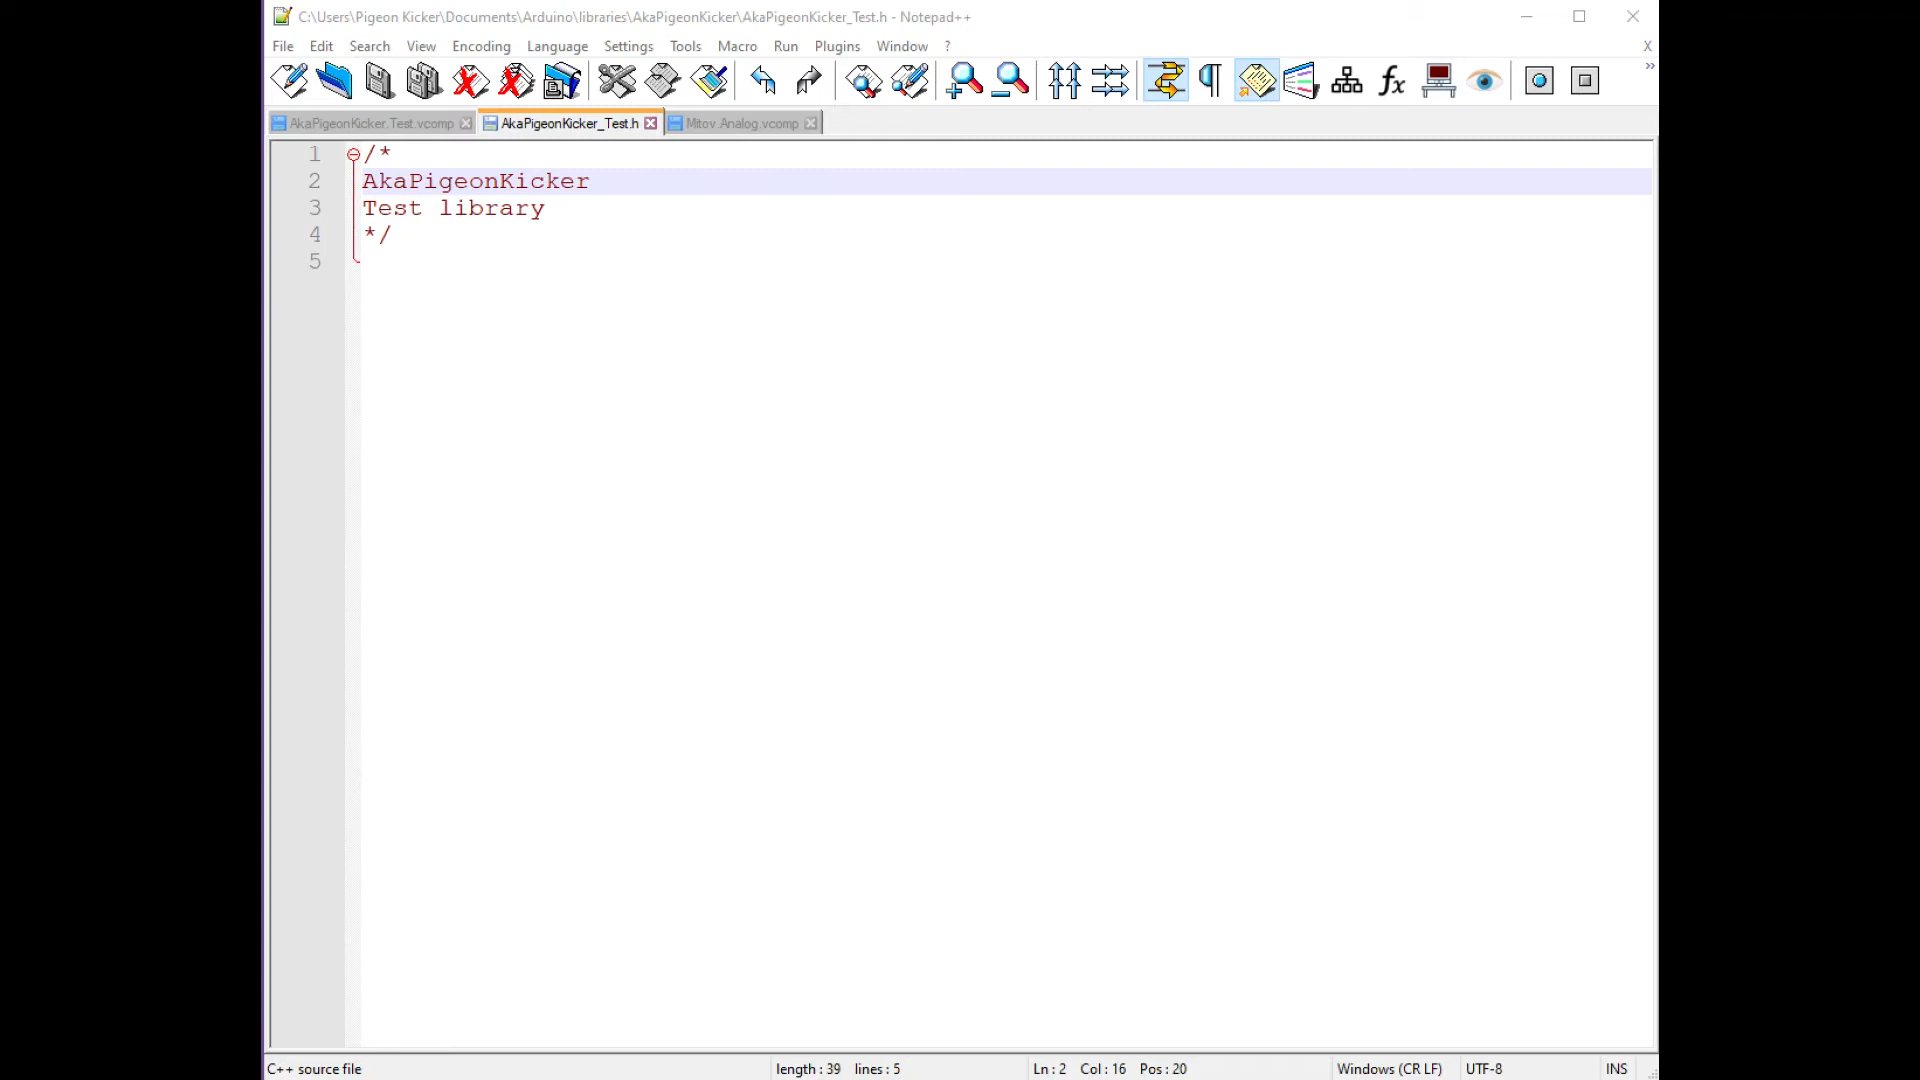 C:\Users\Pigeon Kicker\Documents\Arduino\libraries\AkaPigeonKicker\AkaPigeonKicker_Test.h - Notepad++
File Edit Search View Encoding Language Settings Tools Macro Run Plugins Window ? X
AkaPigeonKicker.Test.vcomp AkaPigeonKicker_Test.h Mitov.Analog.vcomp
1 /*
2 AkaPigeonKicker
3 Test library
4 */
5
C++ source file length : 39 lines : 5 Ln : 2 Col : 16 Pos : 20 Windows (CR LF) UTF-8 INS